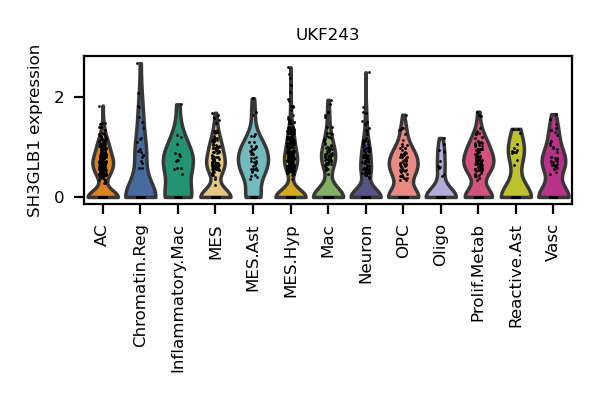 UKF243
SH3GLB1 expression
2
0
AC
Chromatin.Reg
Inflammatory.Mac
MES
MES.Ast
MES.Hyp
Mac
Neuron
OPC
Oligo
Prolif.Metab
Reactive.Ast
Vasc